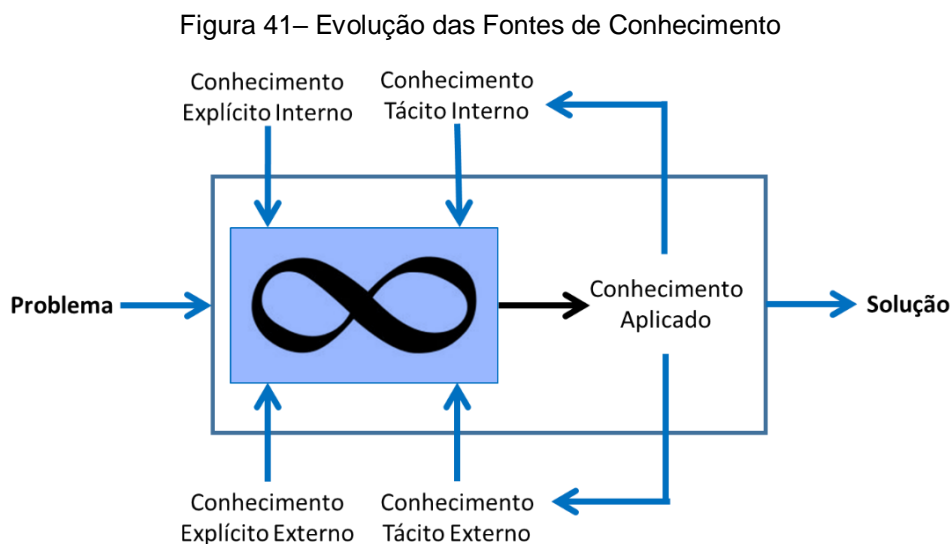 Figura 41– Evolução das Fontes de Conhecimento
Conhecimento
Explícito Interno
Conhecimento
Tácito Interno
Problema
Conhecimento
Aplicado
Solução
Conhecimento
Explícito Externo
Conhecimento
Tácito Externo